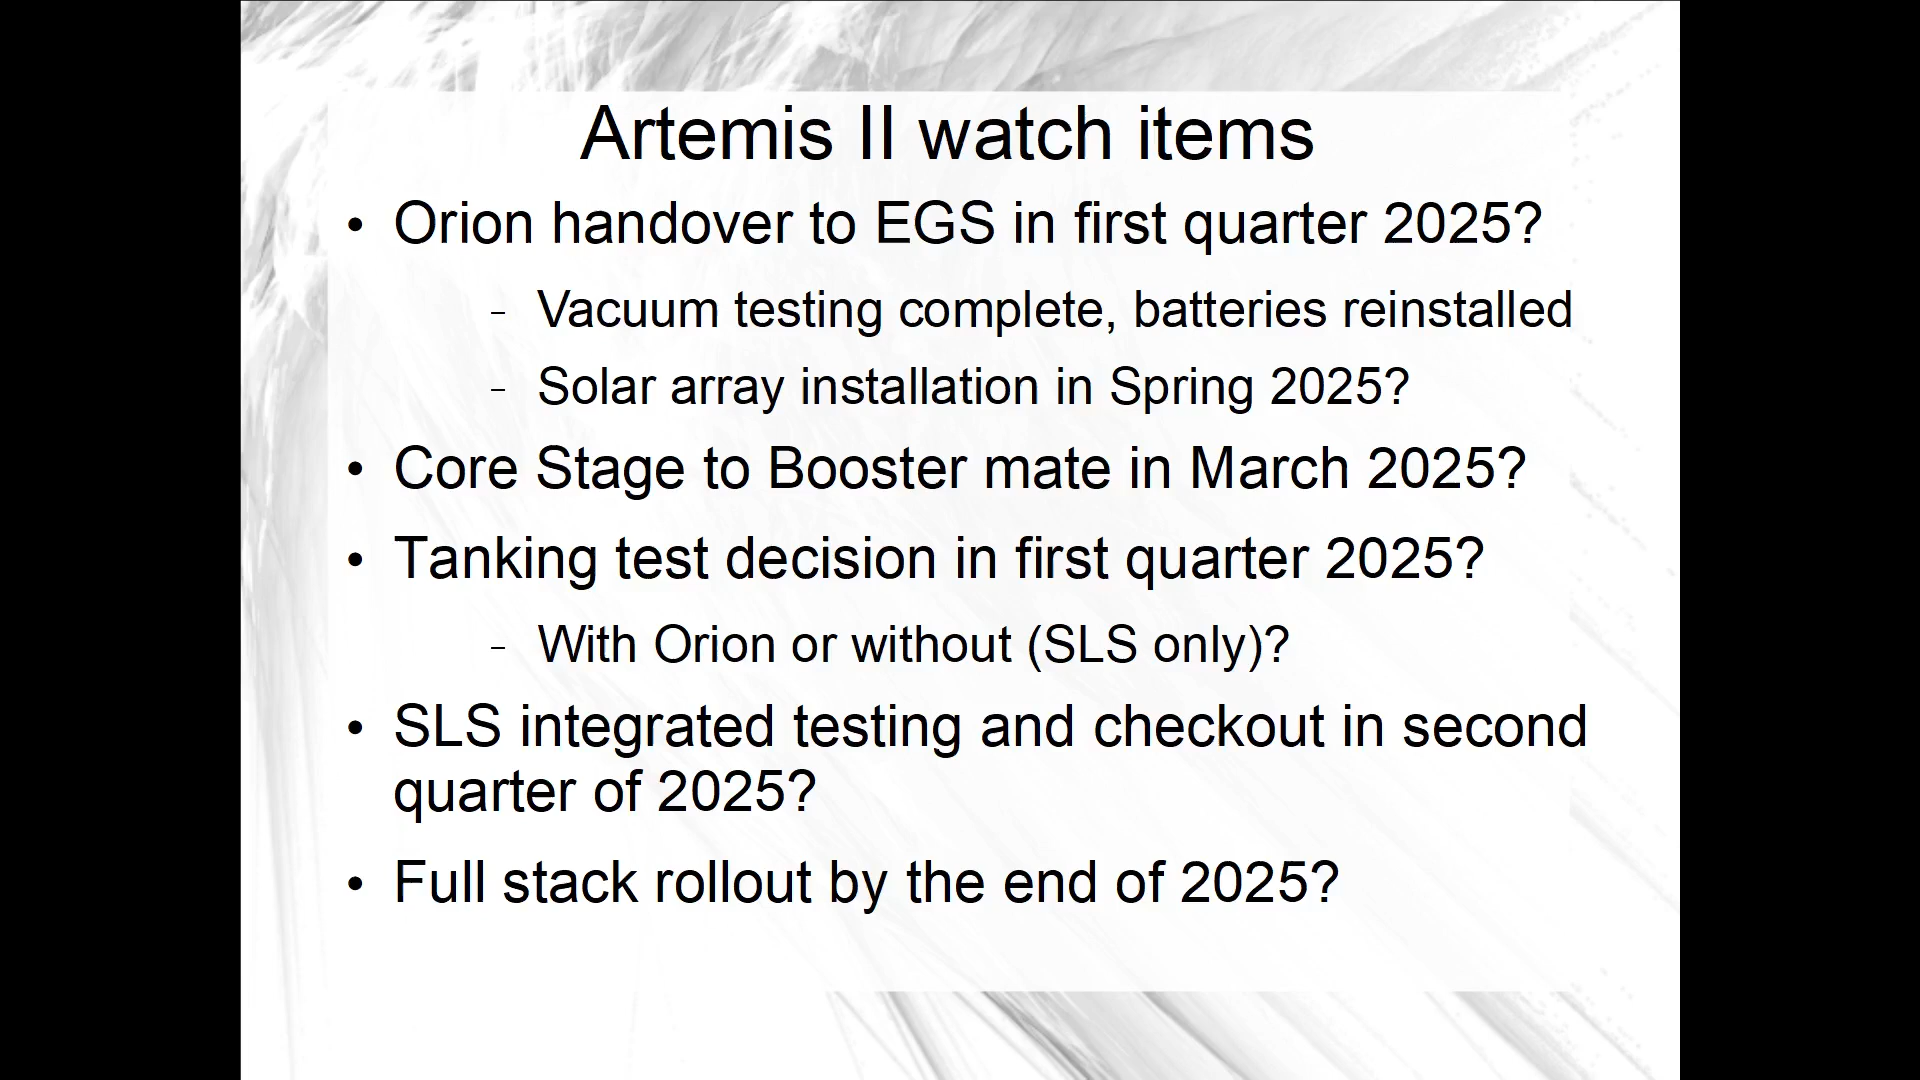 Artemis II watch items
• Orion handover to EGS in first quarter 2025?
– Vacuum testing complete, batteries reinstalled
– Solar array installation in Spring 2025?
• Core Stage to Booster mate in March 2025?
• Tanking test decision in first quarter 2025?
– With Orion or without (SLS only)?
• SLS integrated testing and checkout in second
quarter of 2025?
• Full stack rollout by the end of 2025?